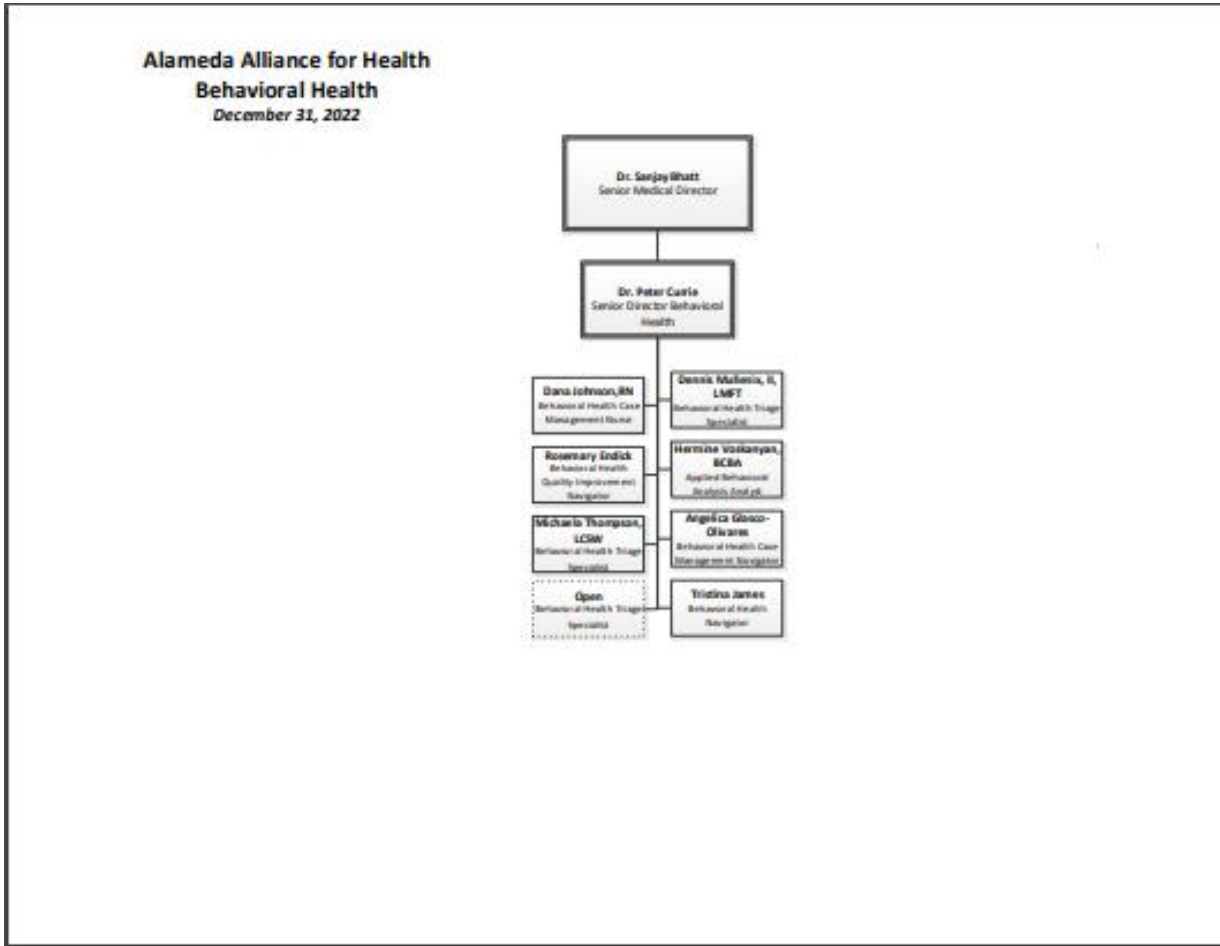 Alameda Alliance for Health
Behavioral Health
December 31, 2022
Dr. Sanjay Bhatt
Senior Medical Director
Dr. Peter Currie
Senior Director Behavioral
Health
Dana Johnson,RN
Behavioral Health Case
Management Nurse
Dennis Mullenix, II,
LMFT
Behavioral Health Triage
Specialist
Rosemary Endick
Behavioral Health
Quality Improvement
Navigator
Hermine Voskanyan,
BCBA
Applied Behavioral
Analysis Analyst
Michaela Thompson,
LCSW
Behavioral Health Triage
Specialist
Angelica Glasco-
Olivares
Behavioral Health Case
Management Navigator
Open
Behavioral Health Triage
Specialist
Tristina James
Behavioral Health
Navigator